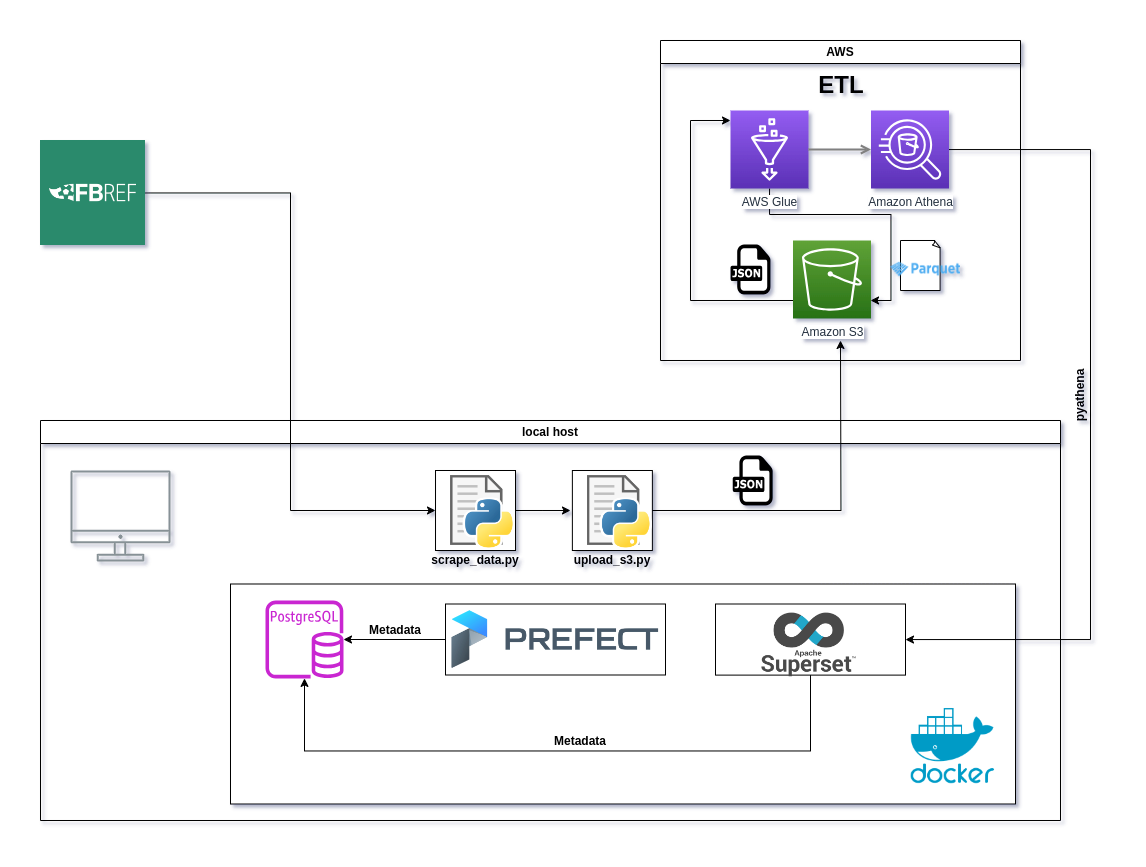 AWS
ETL
FBREF
AWS Glue
Amazon Athena
JSON
Parquet
Amazon S3
pyathena
local host
JSON
scrape_data.py
upload_s3.py
PostgreSQL
Metadata
PREFECT
Apache
Superset™
Metadata
docker